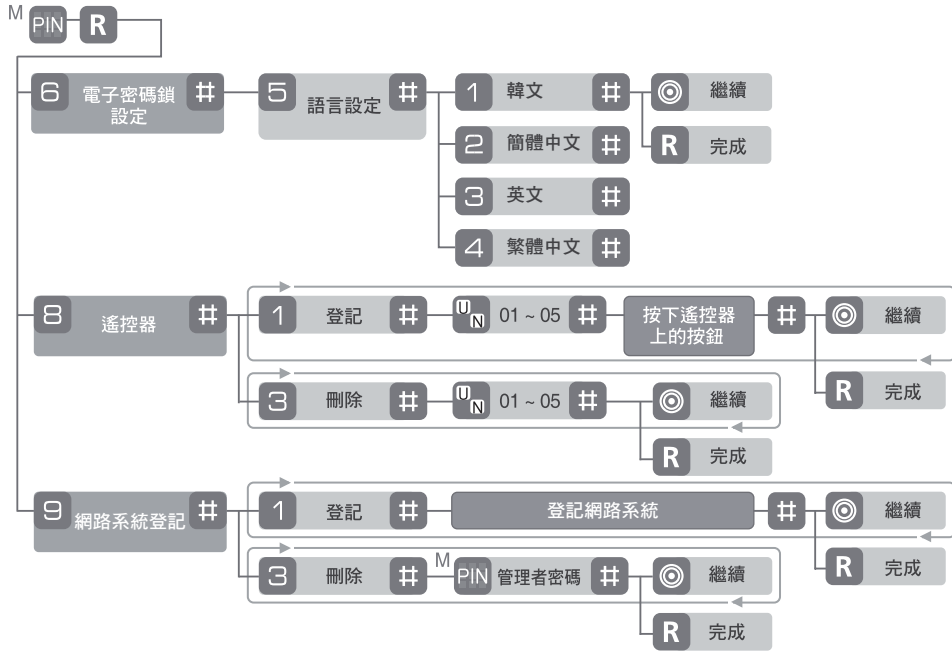 M PIN R
6 電子密碼鎖 # 5 語言設定 # 1 韓文 # 繼續
設定
R 完成
2 簡體中文 #
3 英文 #
4 繁體中文 #
8 遙控器 # 1 登記 # UN 01 ~ 05 # 按下遙控器 # 繼續
上的按鈕
R 完成
3 刪除 # UN 01 ~ 05 # 繼續
R 完成
9 網路系統登記 # 1 登記 # 登記網路系統 # 繼續
R 完成
3 刪除 # M PIN 管理者密碼 # 繼續
R 完成